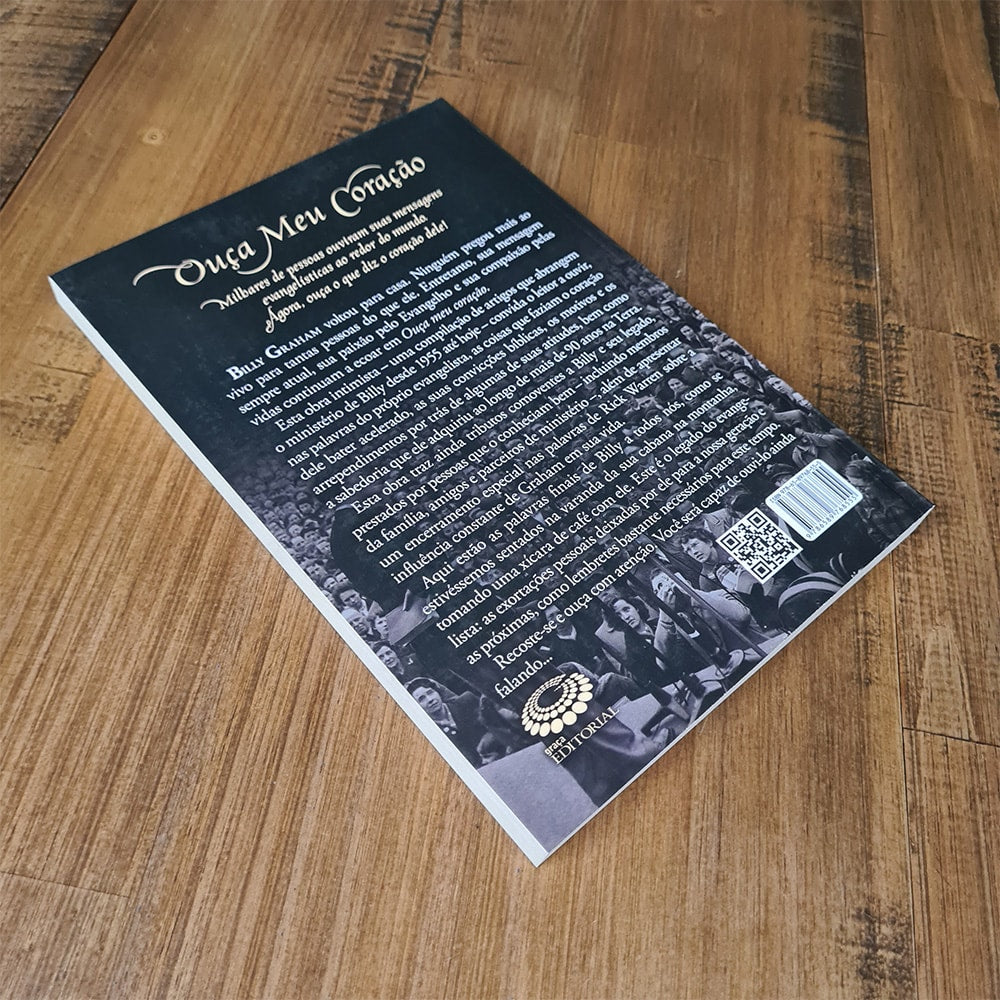 Ouça Meu Coração
Milhares de pessoas ouviram suas mensagens
evangelísticas ao redor do mundo.
Agora, ouça o que diz o coração dele!
BILLY GRAHAM voltou para casa. Ninguém pregou mais ao
vivo para tantas pessoas do que ele. Entretanto, sua mensagem
sempre atual, sua paixão pelo Evangelho e sua compaixão pelas
vidas continuam a ecoar em Ouça meu coração.
Esta obra intimista – uma compilação de artigos que abrangem
o ministério de Billy desde 1955 até hoje – convida o leitor a ouvir,
nas palavras do próprio evangelista, as coisas que faziam o coração
dele bater acelerado, as suas convicções bíblicas, os motivos e os
arrependimentos por trás de algumas de suas atitudes, bem como
a sabedoria que ele adquiriu ao longo de mais de 90 anos na Terra.
Esta obra traz ainda tributos comoventes a Billy e seu legado,
prestados por pessoas que o conheciam bem – incluindo membros
da família, amigos e parceiros de ministério – além de apresentar
um encerramento especial nas palavras de Rick Waren sobre a
influência constante de Graham em sua vida.
Aqui estão as palavras finais de Billy a todos nós, como se
estivéssemos sentados na varanda da sua cabana na montanha,
tomando uma xícara de café com ele. Este é o legado do evange-
lista: as exortações pessoais deixadas por ele para a nossa geração e
as próximas, como lembretes bastante necessários para este tempo.
Recoste-se e ouça com atenção. Você será capaz de ouvi-lo ainda
falando...
graça
EDITORIAL